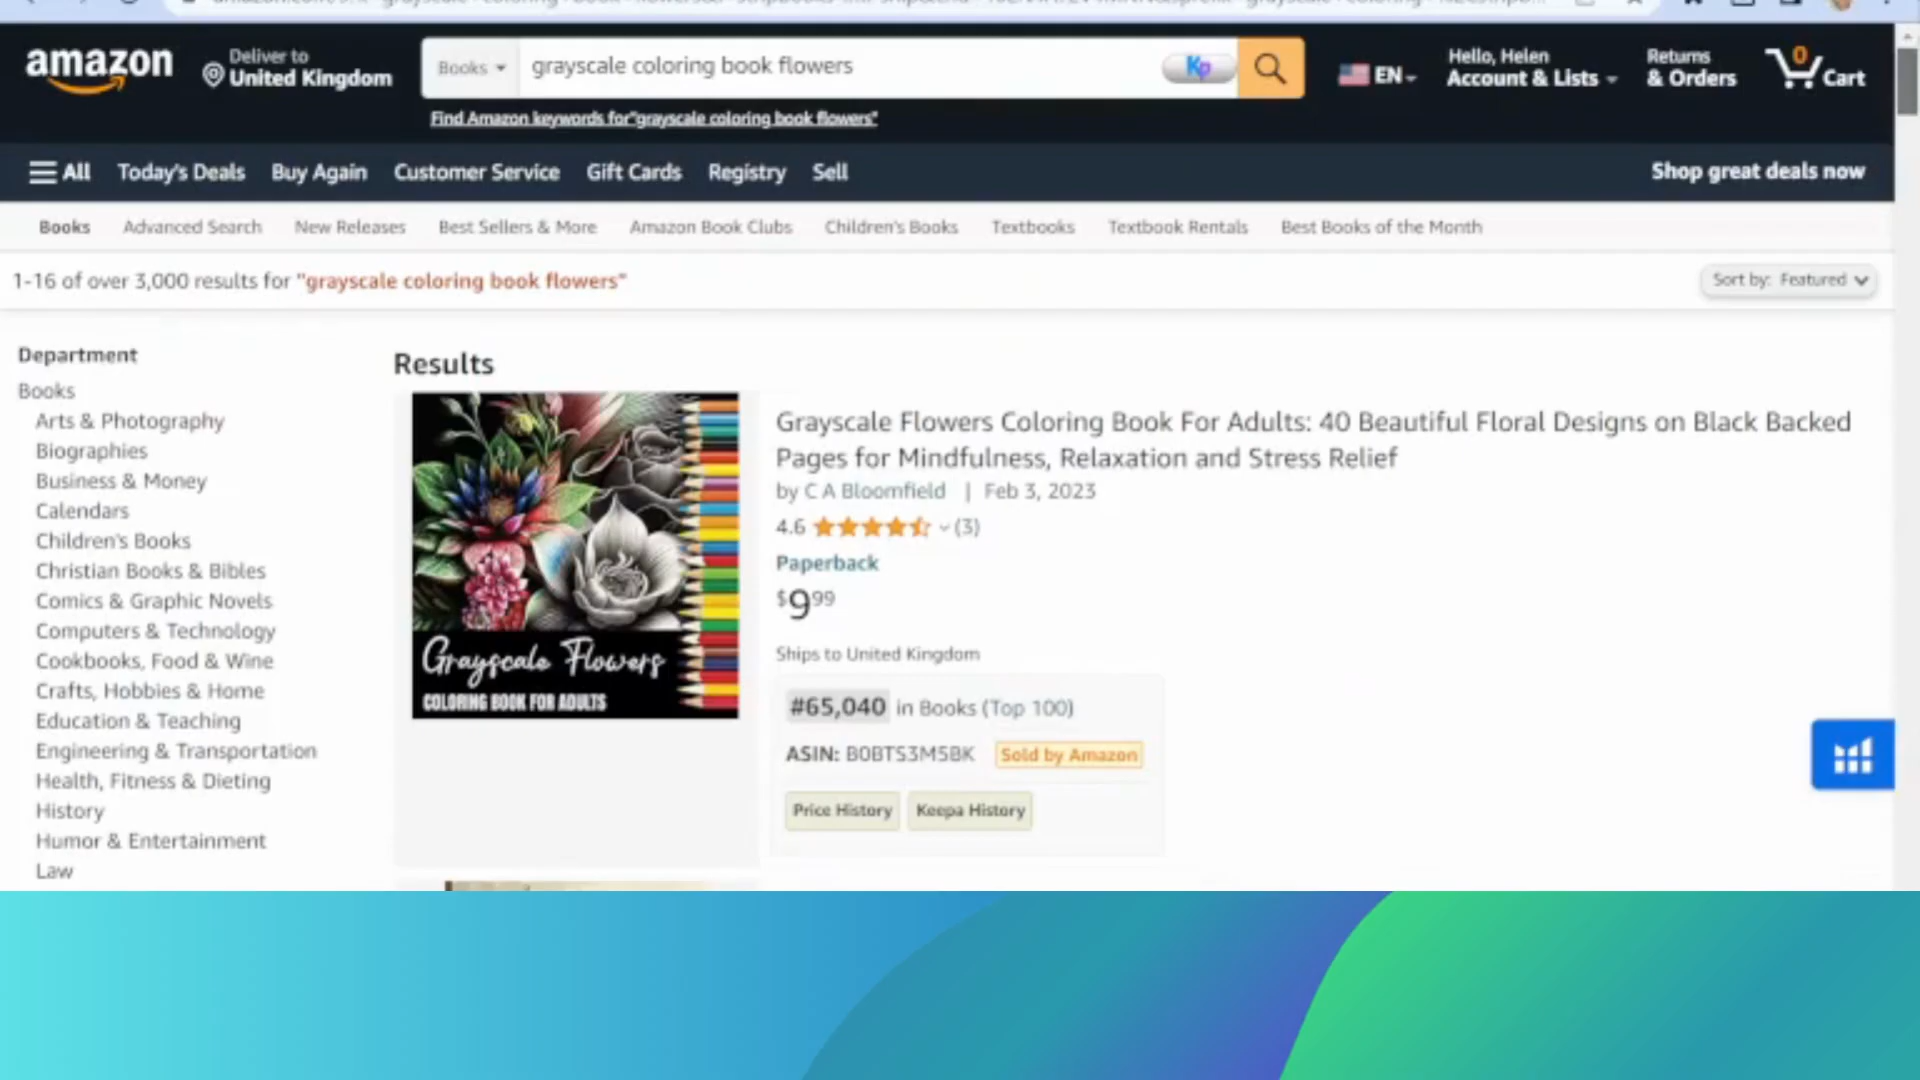 amazon
Deliver to
United Kingdom
Books
grayscale coloring book flowers
Kp
EN
Hello, Helen
Account & Lists
Returns
& Orders
0
Cart
Find Amazon keywords for"grayscale coloring book flowers"
All
Today's Deals
Buy Again
Customer Service
Gift Cards
Registry
Sell
Shop great deals now
Books
Advanced Search
New Releases
Best Sellers & More
Amazon Book Clubs
Children's Books
Textbooks
Textbook Rentals
Best Books of the Month
1-16 of over 3,000 results for "grayscale coloring book flowers"
Sort by: Featured
Department
Books
Arts & Photography
Biographies
Business & Money
Calendars
Children's Books
Christian Books & Bibles
Comics & Graphic Novels
Computers & Technology
Cookbooks, Food & Wine
Crafts, Hobbies & Home
Education & Teaching
Engineering & Transportation
Health, Fitness & Dieting
History
Humor & Entertainment
Law
Results
Grayscale Flowers
COLORING BOOK FOR ADULTS
Grayscale Flowers Coloring Book For Adults: 40 Beautiful Floral Designs on Black Backed
Pages for Mindfulness, Relaxation and Stress Relief
by C A Bloomfield | Feb 3, 2023
4.6 (3)
Paperback
$9.99
Ships to United Kingdom
#65,040 in Books (Top 100)
ASIN: B0BTS3M5BK Sold by Amazon
Price History Keepa History